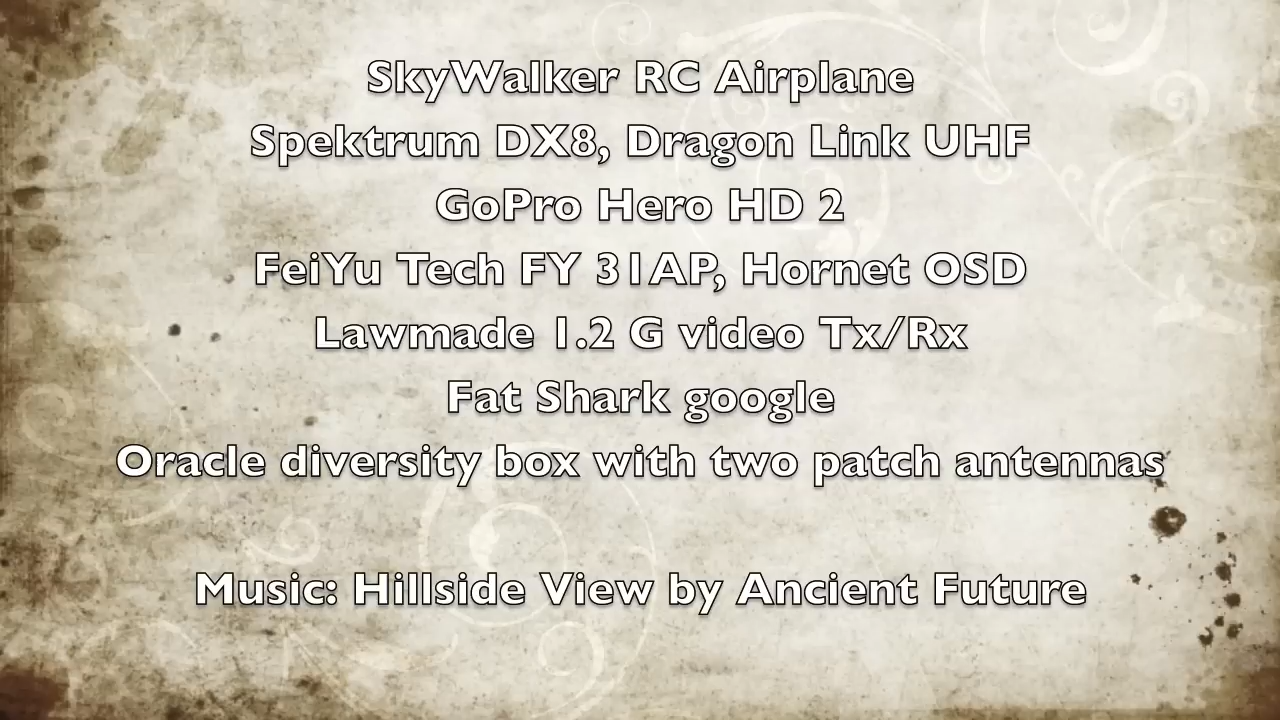 SkyWalker RC Airplane
Spektrum DX8, Dragon Link UHF
GoPro Hero HD 2
FeiYu Tech FY 31AP, Hornet OSD
Lawmade 1.2 G video Tx/Rx
Fat Shark google
Oracle diversity box with two patch antennas
Music: Hillside View by Ancient Future